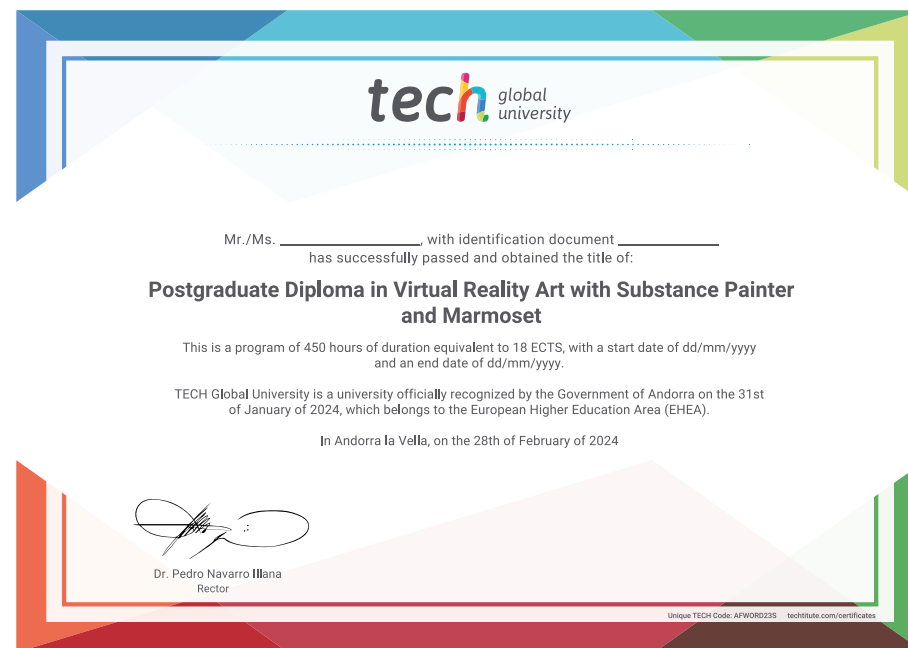 tech global
university
Mr./Ms. ____________, with identification document ____________
has successfully passed and obtained the title of:
Postgraduate Diploma in Virtual Reality Art with Substance Painter
and Marmoset
This is a program of 450 hours of duration equivalent to 18 ECTS, with a start date of dd/mm/yyyy
and an end date of dd/mm/yyyy.
TECH Global University is a university officially recognized by the Government of Andorra on the 31st
of January of 2024, which belongs to the European Higher Education Area (EHEA).
In Andorra la Vella, on the 28th of February of 2024
Dr. Pedro Navarro Illana
Rector
Unique TECH Code: AFWORD23S techtitute.com/certificates